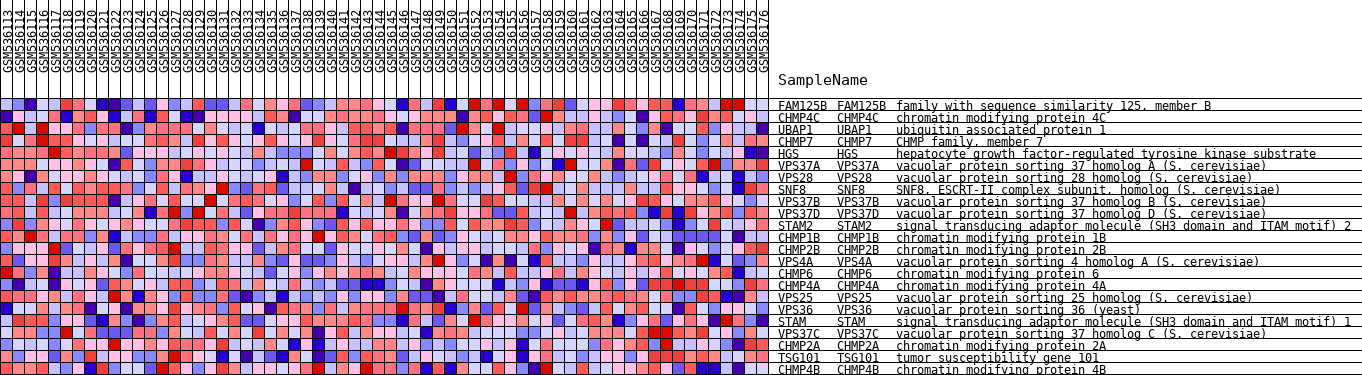 GSM536113 GSM536114 GSM536115 GSM536116 GSM536117 GSM536118 GSM536119 GSM536120 GSM536121 GSM536122 GSM536123 GSM536124 GSM536125 GSM536126 GSM536127 GSM536128 GSM536129 GSM536130 GSM536131 GSM536132 GSM536133 GSM536134 GSM536135 GSM536136 GSM536137 GSM536138 GSM536139 GSM536140 GSM536141 GSM536142 GSM536143 GSM536144 GSM536145 GSM536146 GSM536147 GSM536148 GSM536149 GSM536150 GSM536151 GSM536152 GSM536153 GSM536154 GSM536155 GSM536156 GSM536157 GSM536158 GSM536159 GSM536160 GSM536161 GSM536162 GSM536163 GSM536164 GSM536165 GSM536166 GSM536167 GSM536168 GSM536169 GSM536170 GSM536171 GSM536172 GSM536173 GSM536174 GSM536175 GSM536176
SampleName
FAM125B FAM125B family with sequence similarity 125, member B
CHMP4C CHMP4C chromatin modifying protein 4C
UBAP1 UBAP1 ubiquitin associated protein 1
CHMP7 CHMP7 CHMP family, member 7
HGS HGS hepatocyte growth factor-regulated tyrosine kinase substrate
VPS37A VPS37A vacuolar protein sorting 37 homolog A (S. cerevisiae)
VPS28 VPS28 vacuolar protein sorting 28 homolog (S. cerevisiae)
SNF8 SNF8 SNF8, ESCRT-II complex subunit, homolog (S. cerevisiae)
VPS37B VPS37B vacuolar protein sorting 37 homolog B (S. cerevisiae)
VPS37D VPS37D vacuolar protein sorting 37 homolog D (S. cerevisiae)
STAM2 STAM2 signal transducing adaptor molecule (SH3 domain and ITAM motif) 2
CHMP1B CHMP1B chromatin modifying protein 1B
CHMP2B CHMP2B chromatin modifying protein 2B
VPS4A VPS4A vacuolar protein sorting 4 homolog A (S. cerevisiae)
CHMP6 CHMP6 chromatin modifying protein 6
CHMP4A CHMP4A chromatin modifying protein 4A
VPS25 VPS25 vacuolar protein sorting 25 homolog (S. cerevisiae)
VPS36 VPS36 vacuolar protein sorting 36 (yeast)
STAM STAM signal transducing adaptor molecule (SH3 domain and ITAM motif) 1
VPS37C VPS37C vacuolar protein sorting 37 homolog C (S. cerevisiae)
CHMP2A CHMP2A chromatin modifying protein 2A
TSG101 TSG101 tumor susceptibility gene 101
CHMP4B CHMP4B chromatin modifying protein 4B